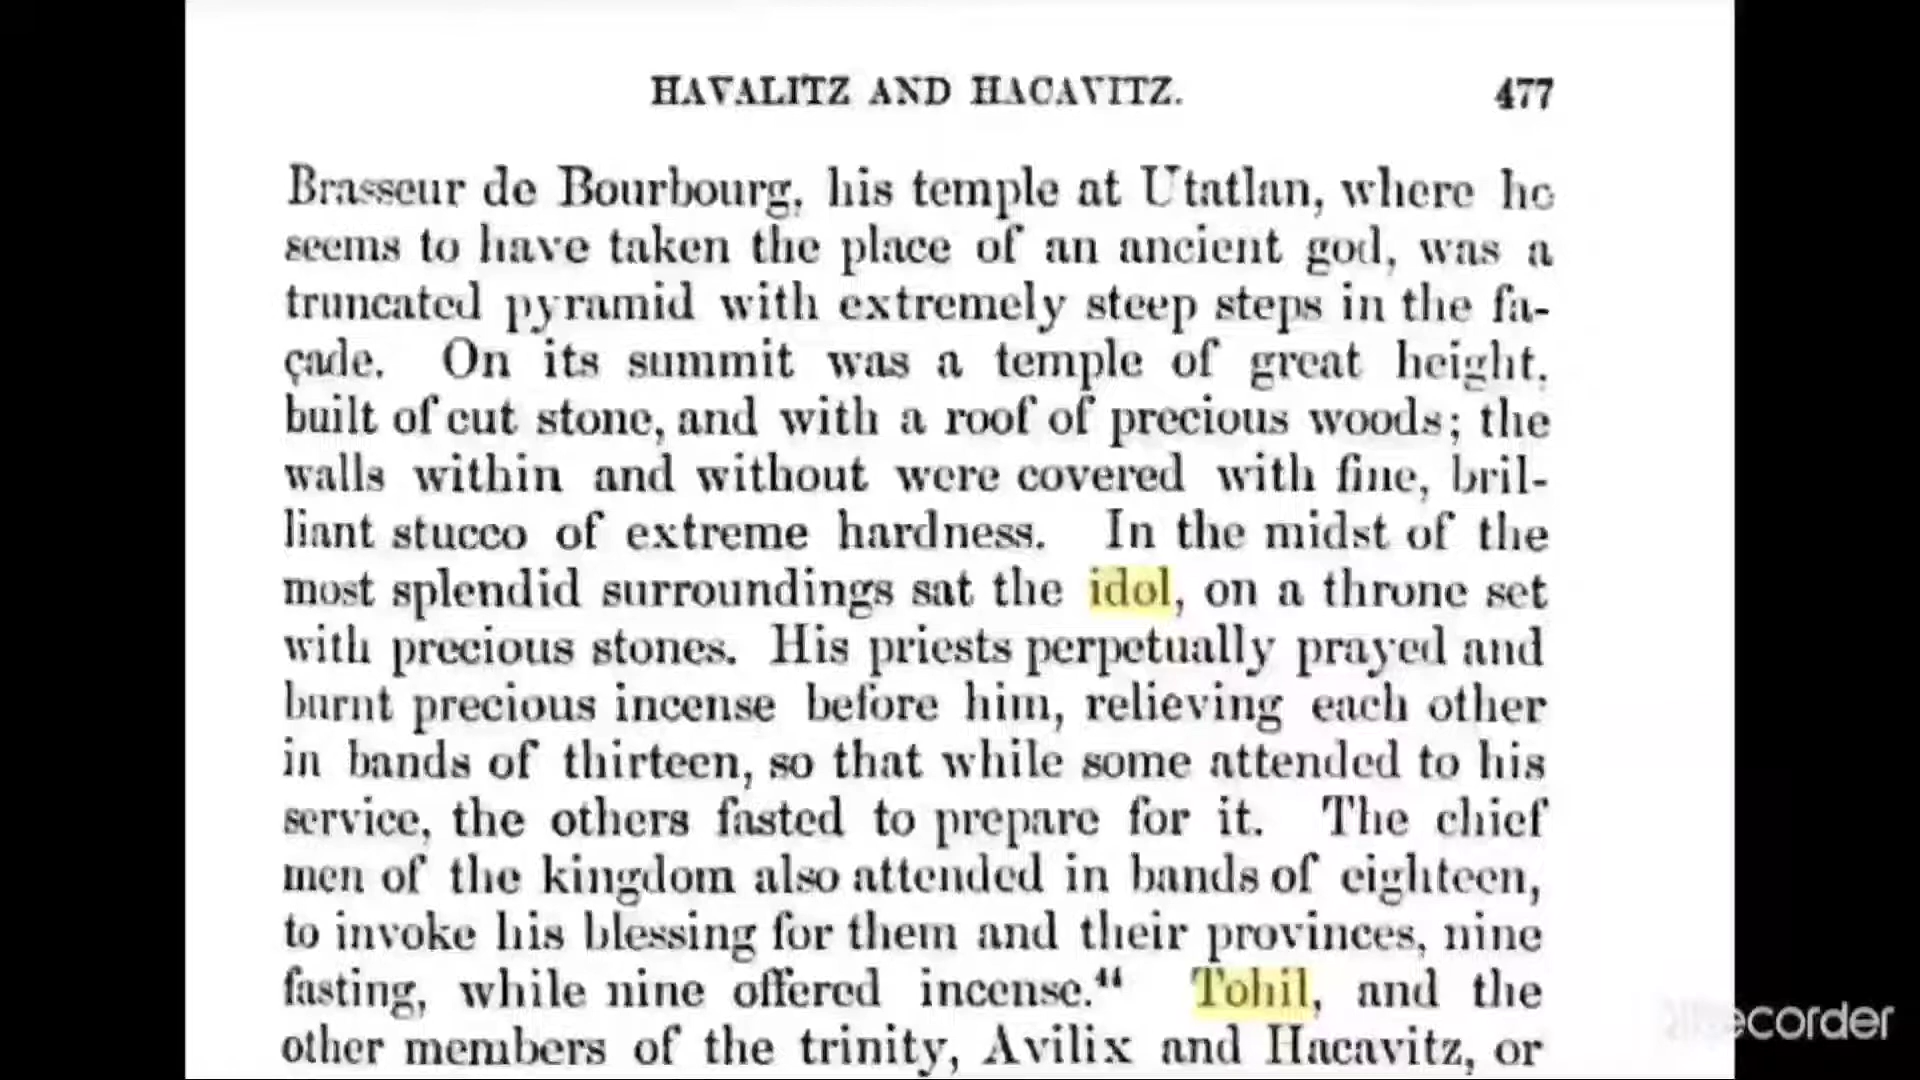 HAVALITZ AND HACAVITZ. 477
Brasseur de Bourbourg, his temple at Utatlan, where he
seems to have taken the place of an ancient god, was a
truncated pyramid with extremely steep steps in the fa-
çade. On its summit was a temple of great height,
built of cut stone, and with a roof of precious woods; the
walls within and without were covered with fine, bril-
liant stucco of extreme hardness. In the midst of the
most splendid surroundings sat the idol, on a throne set
with precious stones. His priests perpetually prayed and
burnt precious incense before him, relieving each other
in bands of thirteen, so that while some attended to his
service, the others fasted to prepare for it. The chief
men of the kingdom also attended in bands of eighteen,
to invoke his blessing for them and their provinces, nine
fasting, while nine offered incense.⁴⁴ Tohil, and the
other members of the trinity, Avilix and Hacavitz, or